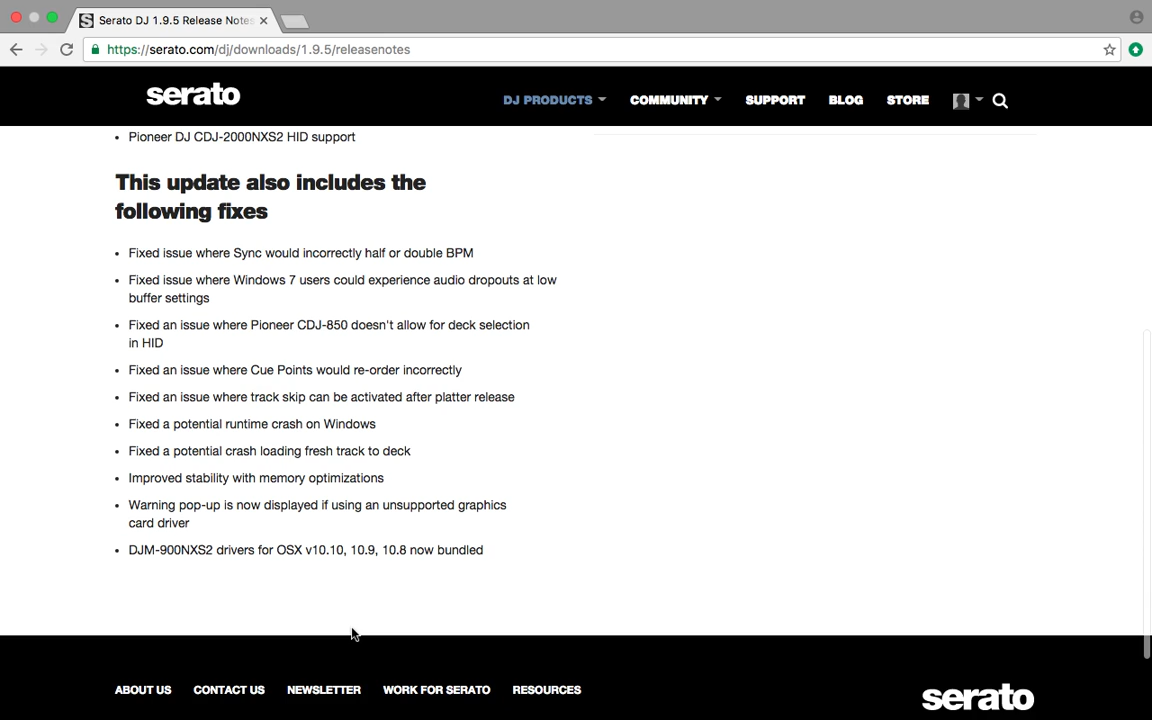 Serato DJ 1.9.5 Release Notes
https://serato.com/dj/downloads/1.9.5/releasenotes
serato
DJ PRODUCTS COMMUNITY SUPPORT BLOG STORE
• Pioneer DJ CDJ-2000NXS2 HID support
This update also includes the
following fixes
• Fixed issue where Sync would incorrectly half or double BPM
• Fixed issue where Windows 7 users could experience audio dropouts at low
buffer settings
• Fixed an issue where Pioneer CDJ-850 doesn't allow for deck selection
in HID
• Fixed an issue where Cue Points would re-order incorrectly
• Fixed an issue where track skip can be activated after platter release
• Fixed a potential runtime crash on Windows
• Fixed a potential crash loading fresh track to deck
• Improved stability with memory optimizations
• Warning pop-up is now displayed if using an unsupported graphics
card driver
• DJM-900NXS2 drivers for OSX v10.10, 10.9, 10.8 now bundled
ABOUT US CONTACT US NEWSLETTER WORK FOR SERATO RESOURCES
serato